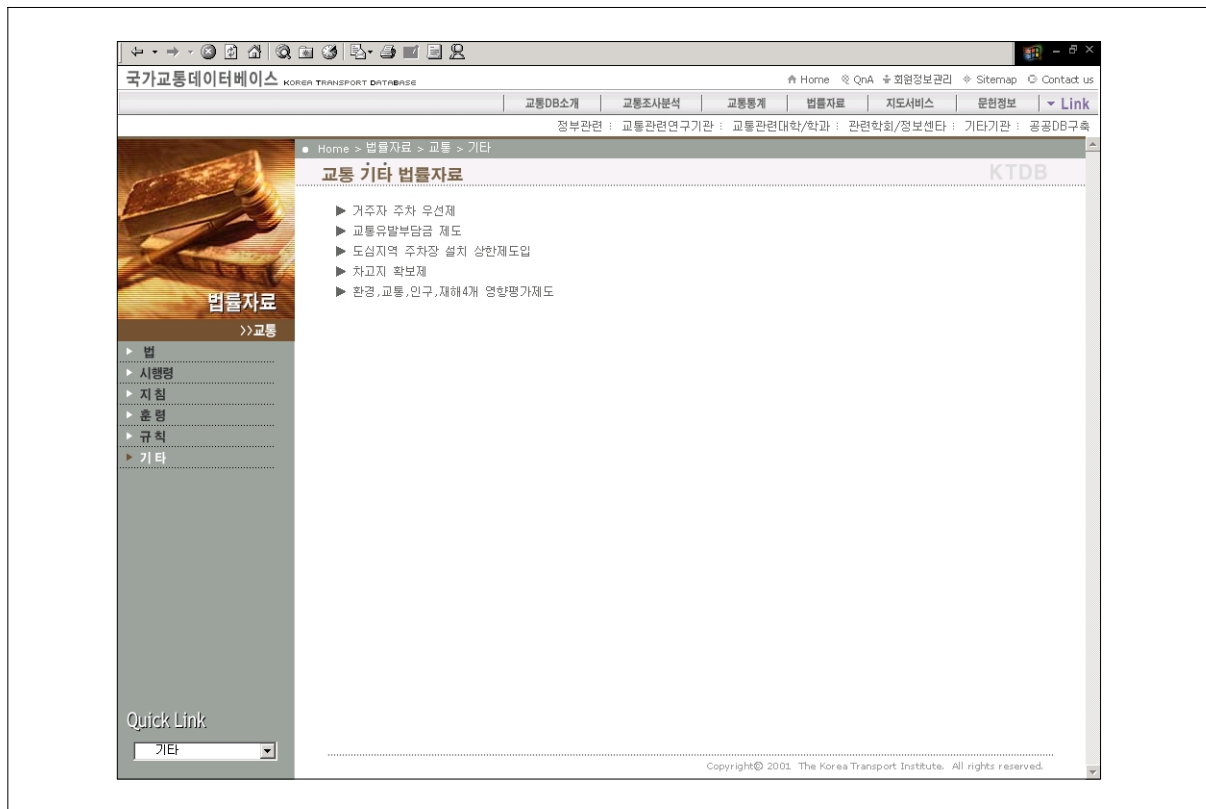 국가교통데이터베이스 KOREA TRANSPORT DATABASE
Home QnA 회원정보관리 Sitemap Contact us
교통DB소개 교통조사분석 교통통계 법률자료 지도서비스 문헌정보 Link
정부관련 : 교통관련연구기관 : 교통관련대학/학과 : 관련학회/정보센타 : 기타기관 : 공공DB구축
Home > 법률자료 > 교통 > 기타
교통 기타 법률자료
KTDB
▶ 거주자 주차 우선제
▶ 교통유발부담금 제도
▶ 도심지역 주차장 설치 상한제도입
▶ 차고지 확보제
▶ 환경,교통,인구,재해4개 영향평가제도
법률자료
>>교통
법
시행령
지침
훈령
규칙
기타
Quick Link
기타
Copyright© 2001 The Korea Transport Institute. All rights reserved.